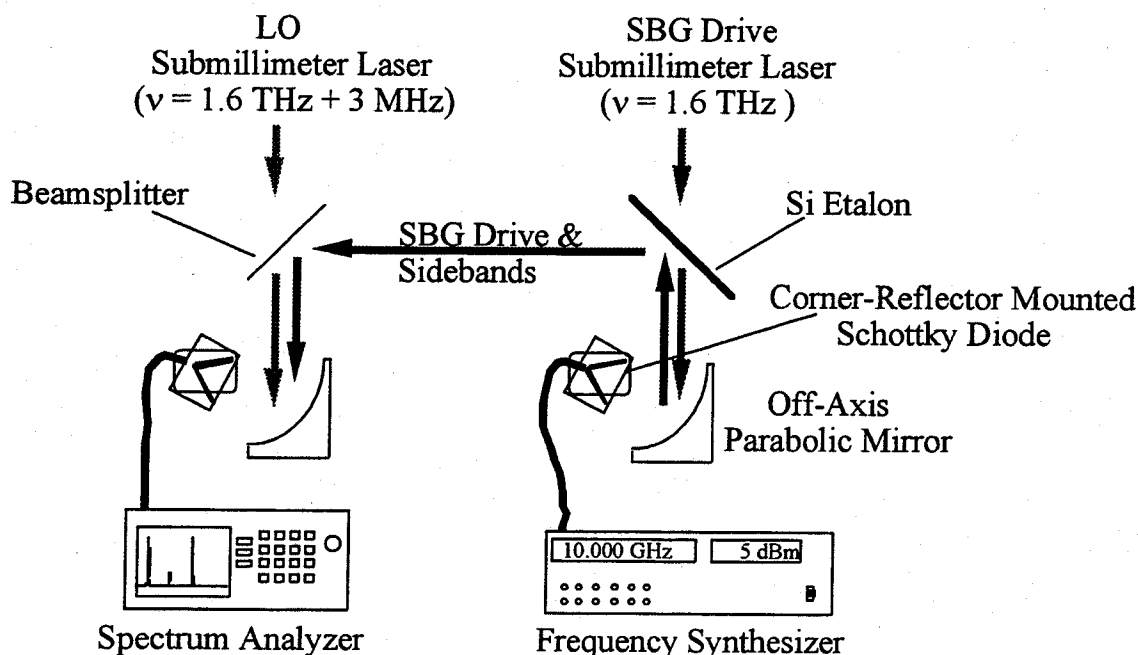 LO
Submillimeter Laser
(ν = 1.6 THz + 3 MHz)
SBG Drive
Submillimeter Laser
(ν = 1.6 THz )
Beamsplitter
Si Etalon
SBG Drive &
Sidebands
Corner-Reflector Mounted
Schottky Diode
Off-Axis
Parabolic Mirror
10.000 GHz
5 dBm
Spectrum Analyzer
Frequency Synthesizer